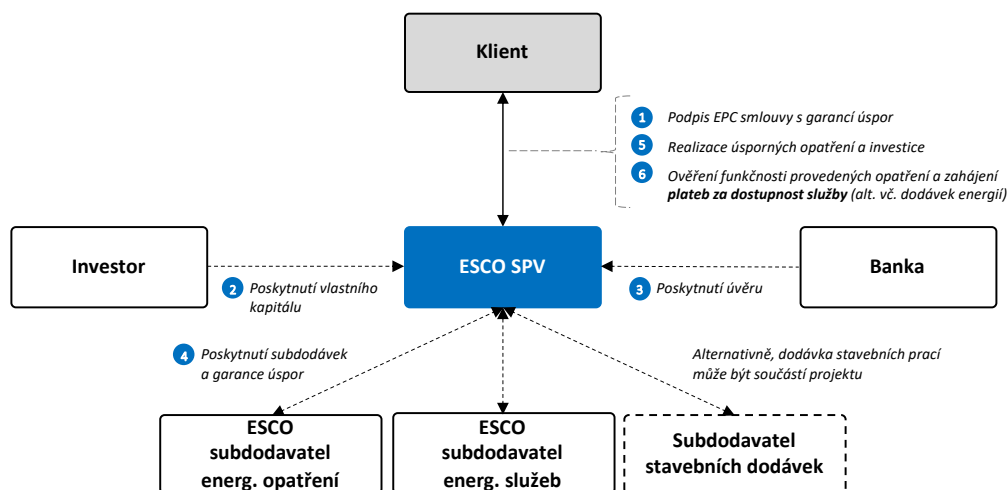 Klient
1 Podpis EPC smlouvy s garancí úspor
5 Realizace úsporných opatření a investice
6 Ověření funkčnosti provedených opatření a zahájení
plateb za dostupnost služby (alt. vč. dodávek energií)
Investor
ESCO SPV
Banka
2 Poskytnutí vlastního
kapitálu
3 Poskytnutí úvěru
4 Poskytnutí subdodávek
a garance úspor
Alternativně, dodávka stavebních prací
může být součástí projektu
ESCO
subdodavatel
energ. opatření
ESCO
subdodavatel
energ. služeb
Subdodavatel
stavebních dodávek